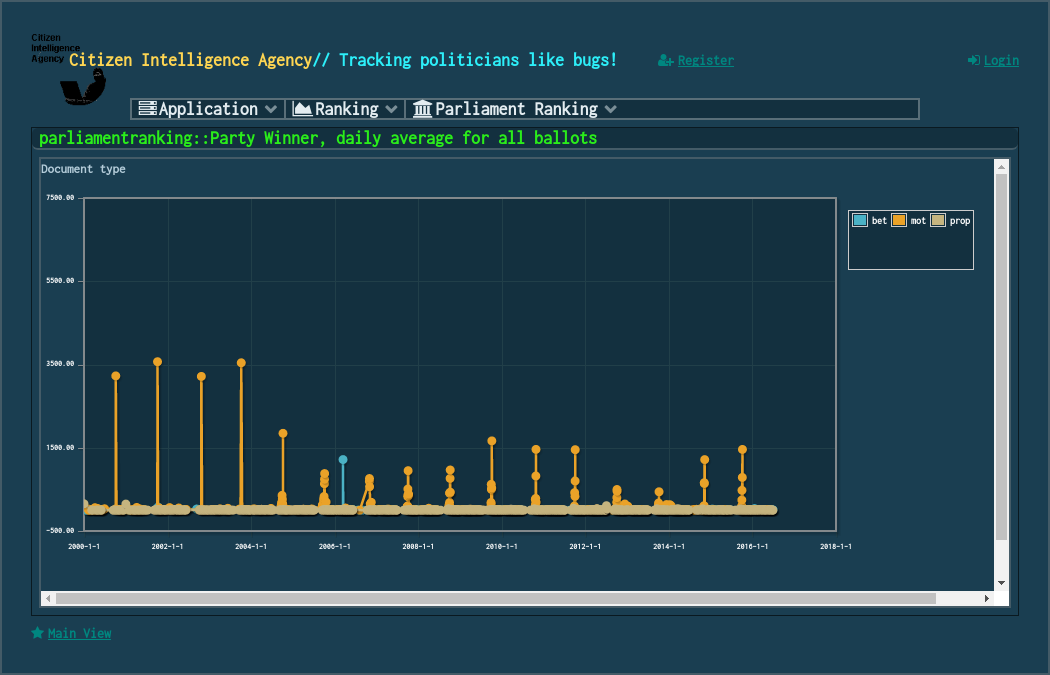 Citizen
Intelligence
Agency
Citizen Intelligence Agency// Tracking politicians like bugs!
Register
Login
Application
Ranking
Parliament Ranking
parliamentranking::Party Winner, daily average for all ballots
Document type
7500.00
5500.00
3500.00
1500.00
-500.00
2000-1-1
2002-1-1
2004-1-1
2006-1-1
2008-1-1
2010-1-1
2012-1-1
2014-1-1
2016-1-1
2018-1-1
bet mot prop
Main View